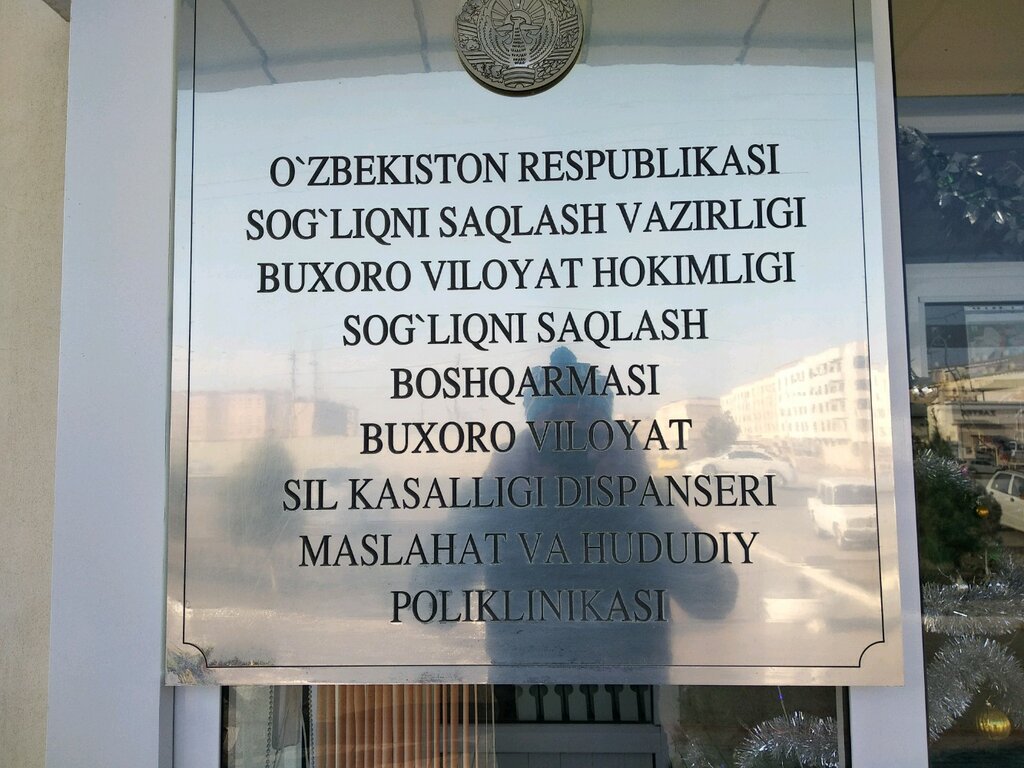 O`ZBEKISTON RESPUBLIKASI
SOG`LIQNI SAQLASH VAZIRLIGI
BUXORO VILOYAT HOKIMLIGI
SOG`LIQNI SAQLASH
BOSHQARMASI
BUXORO VILOYAT
SIL KASALLIGI DISPANSERI
MASLAHAT VA HUDUDIY
POLIKLINIKASI